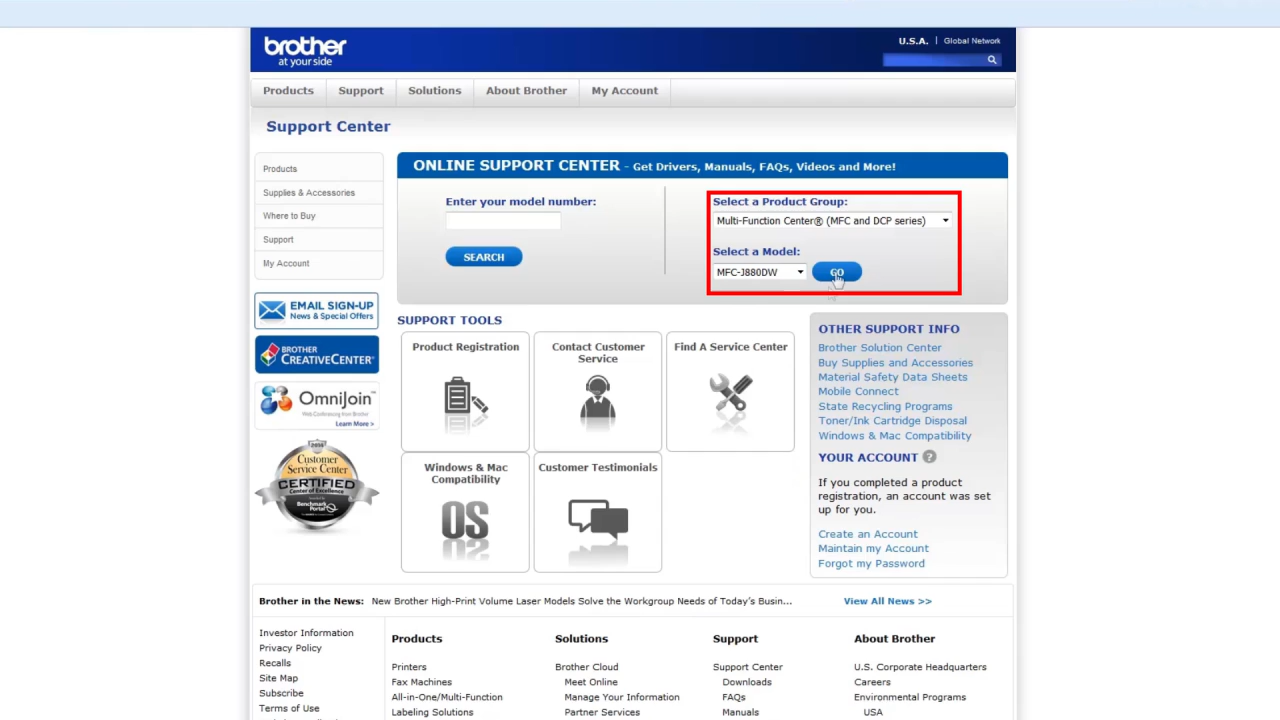 brother
at your side
U.S.A. | Global Network
Products Support Solutions About Brother My Account
Support Center
Products
Supplies & Accessories
Where to Buy
Support
My Account
ONLINE SUPPORT CENTER - Get Drivers, Manuals, FAQs, Videos and More!
Enter your model number:
SEARCH
Select a Product Group:
Multi-Function Center® (MFC and DCP series)
Select a Model:
MFC-J880DW
GO
EMAIL SIGN-UP
News & Special Offers
BROTHER
CREATIVECENTER
OmniJoin™
Web Conferencing from Brother
Learn More >
Customer
Service Center
CERTIFIED
Center of Excellence
Benchmark
Portal
SUPPORT TOOLS
Product Registration
Contact Customer
Service
Find A Service Center
Windows & Mac
Compatibility
OS
Customer Testimonials
OTHER SUPPORT INFO
Brother Solution Center
Buy Supplies and Accessories
Material Safety Data Sheets
Mobile Connect
State Recycling Programs
Toner/Ink Cartridge Disposal
Windows & Mac Compatibility
YOUR ACCOUNT ?
If you completed a product
registration, an account was set
up for you.
Create an Account
Maintain my Account
Forgot my Password
Brother in the News: New Brother High-Print Volume Laser Models Solve the Workgroup Needs of Today's Busin... View All News >>
Investor Information
Privacy Policy
Recalls
Site Map
Subscribe
Terms of Use
Products
Printers
Fax Machines
All-in-One/Multi-Function
Labeling Solutions
Solutions
Brother Cloud
Meet Online
Manage Your Information
Partner Services
Support
Support Center
Downloads
FAQs
Manuals
About Brother
U.S. Corporate Headquarters
Careers
Environmental Programs
USA